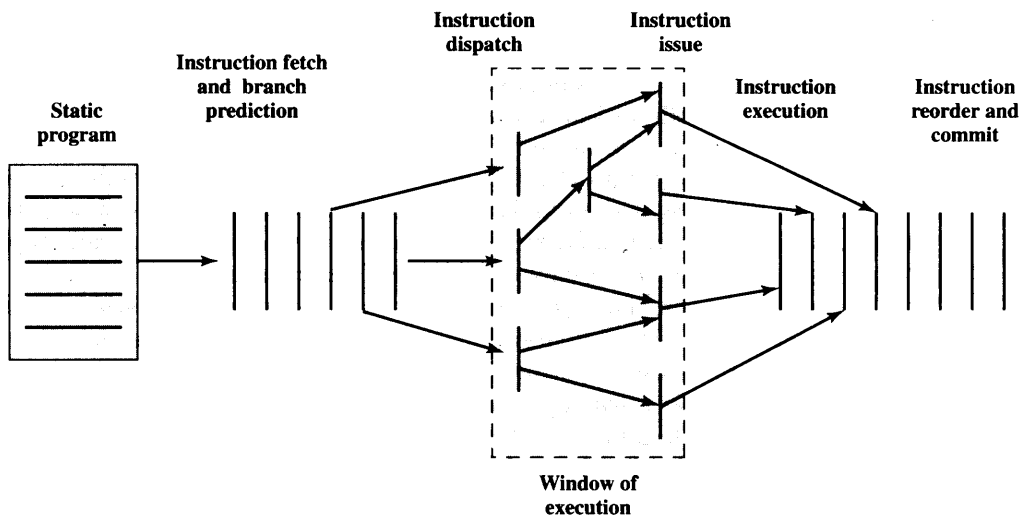 Static
program
Instruction fetch
and branch
prediction
Instruction
dispatch
Instruction
issue
Instruction
execution
Instruction
reorder and
commit
Window of
execution